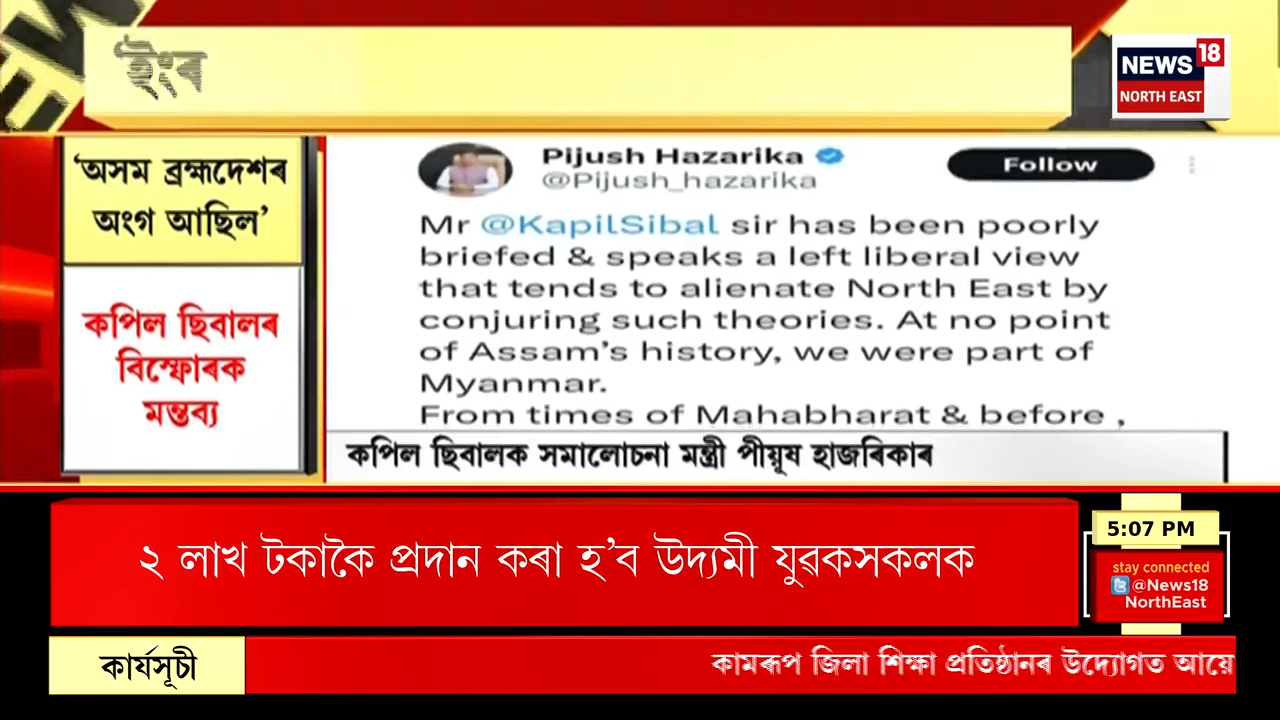 ‘ইংৰ
NEWS 18
NORTH EAST
‘অসম ব্ৰহ্মদেশৰ
অংগ আছিল’
কপিল ছিবালৰ
বিস্ফোৰক
মন্তব্য
Pijush Hazarika
@Pijush_hazarika
Follow
Mr @KapilSibal sir has been poorly
briefed & speaks a left liberal view
that tends to alienate North East by
conjuring such theories. At no point
of Assam’s history, we were part of
Myanmar.
From times of Mahabharat & before ,
কপিল ছিবালক সমালোচনা মন্ত্ৰী পীয়ূষ হাজৰিকাৰ
২ লাখ টকাকৈ প্ৰদান কৰা হ’ব উদ্যমী যুৱকসকলক
5:07 PM
stay connected
@News18
NorthEast
কাৰ্যসূচী
কামৰূপ জিলা শিক্ষা প্ৰতিষ্ঠানৰ উদ্যোগত আয়ে